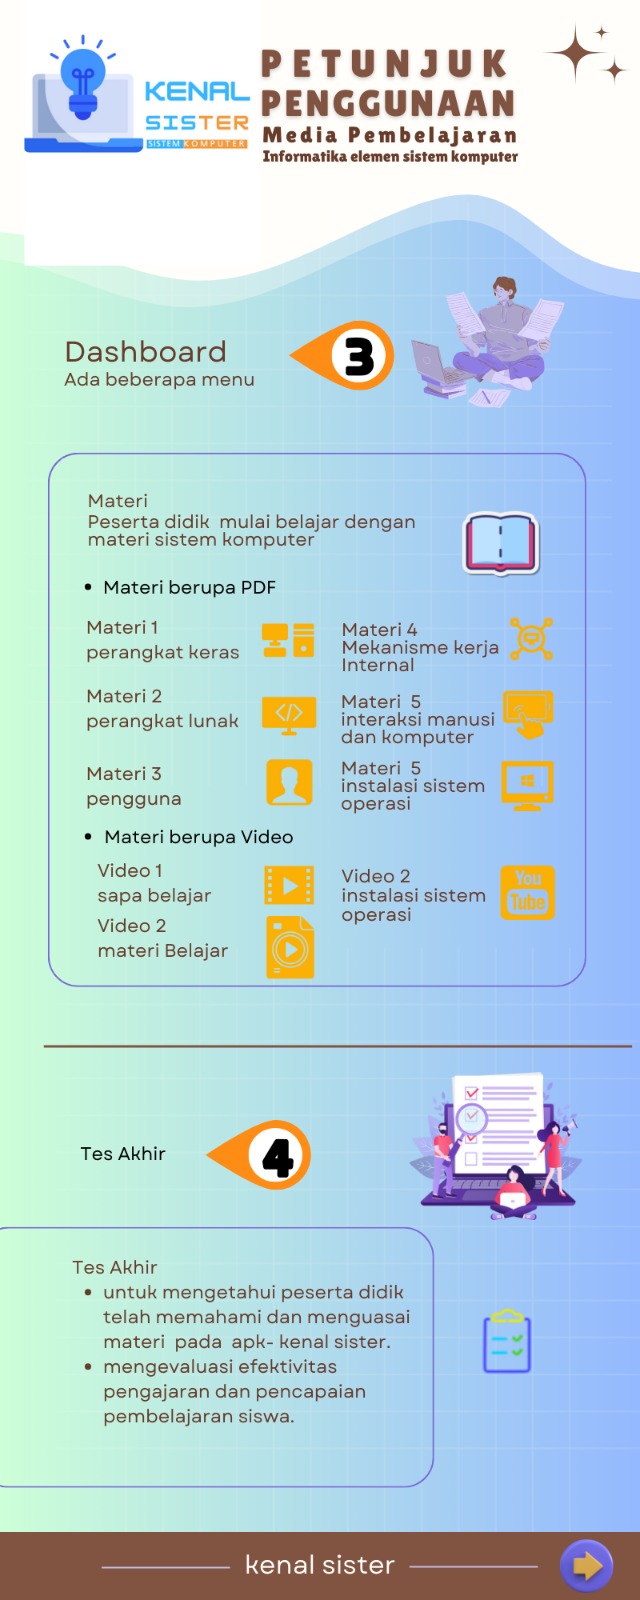 KENAL
SISTER
SISTEM KOMPUTER
PETUNJUK
PENGGUNAAN
Media Pembelajaran
Informatika elemen sistem komputer
Dashboard
Ada beberapa menu
3
Materi
Peserta didik  mulai belajar dengan
materi sistem komputer
• Materi berupa PDF
Materi 1
perangkat keras
Materi 2
perangkat lunak
Materi 3
pengguna
Materi 4
Mekanisme kerja
Internal
Materi  5
interaksi manusi
dan komputer
Materi  5
instalasi sistem
operasi
• Materi berupa Video
Video 1
sapa belajar
Video 2
materi Belajar
Video 2
instalasi sistem
operasi
You
Tube
Tes Akhir
4
Tes Akhir
• untuk mengetahui peserta didik
telah memahami dan menguasai
materi  pada  apk- kenal sister.
• mengevaluasi efektivitas
pengajaran dan pencapaian
pembelajaran siswa.
kenal sister